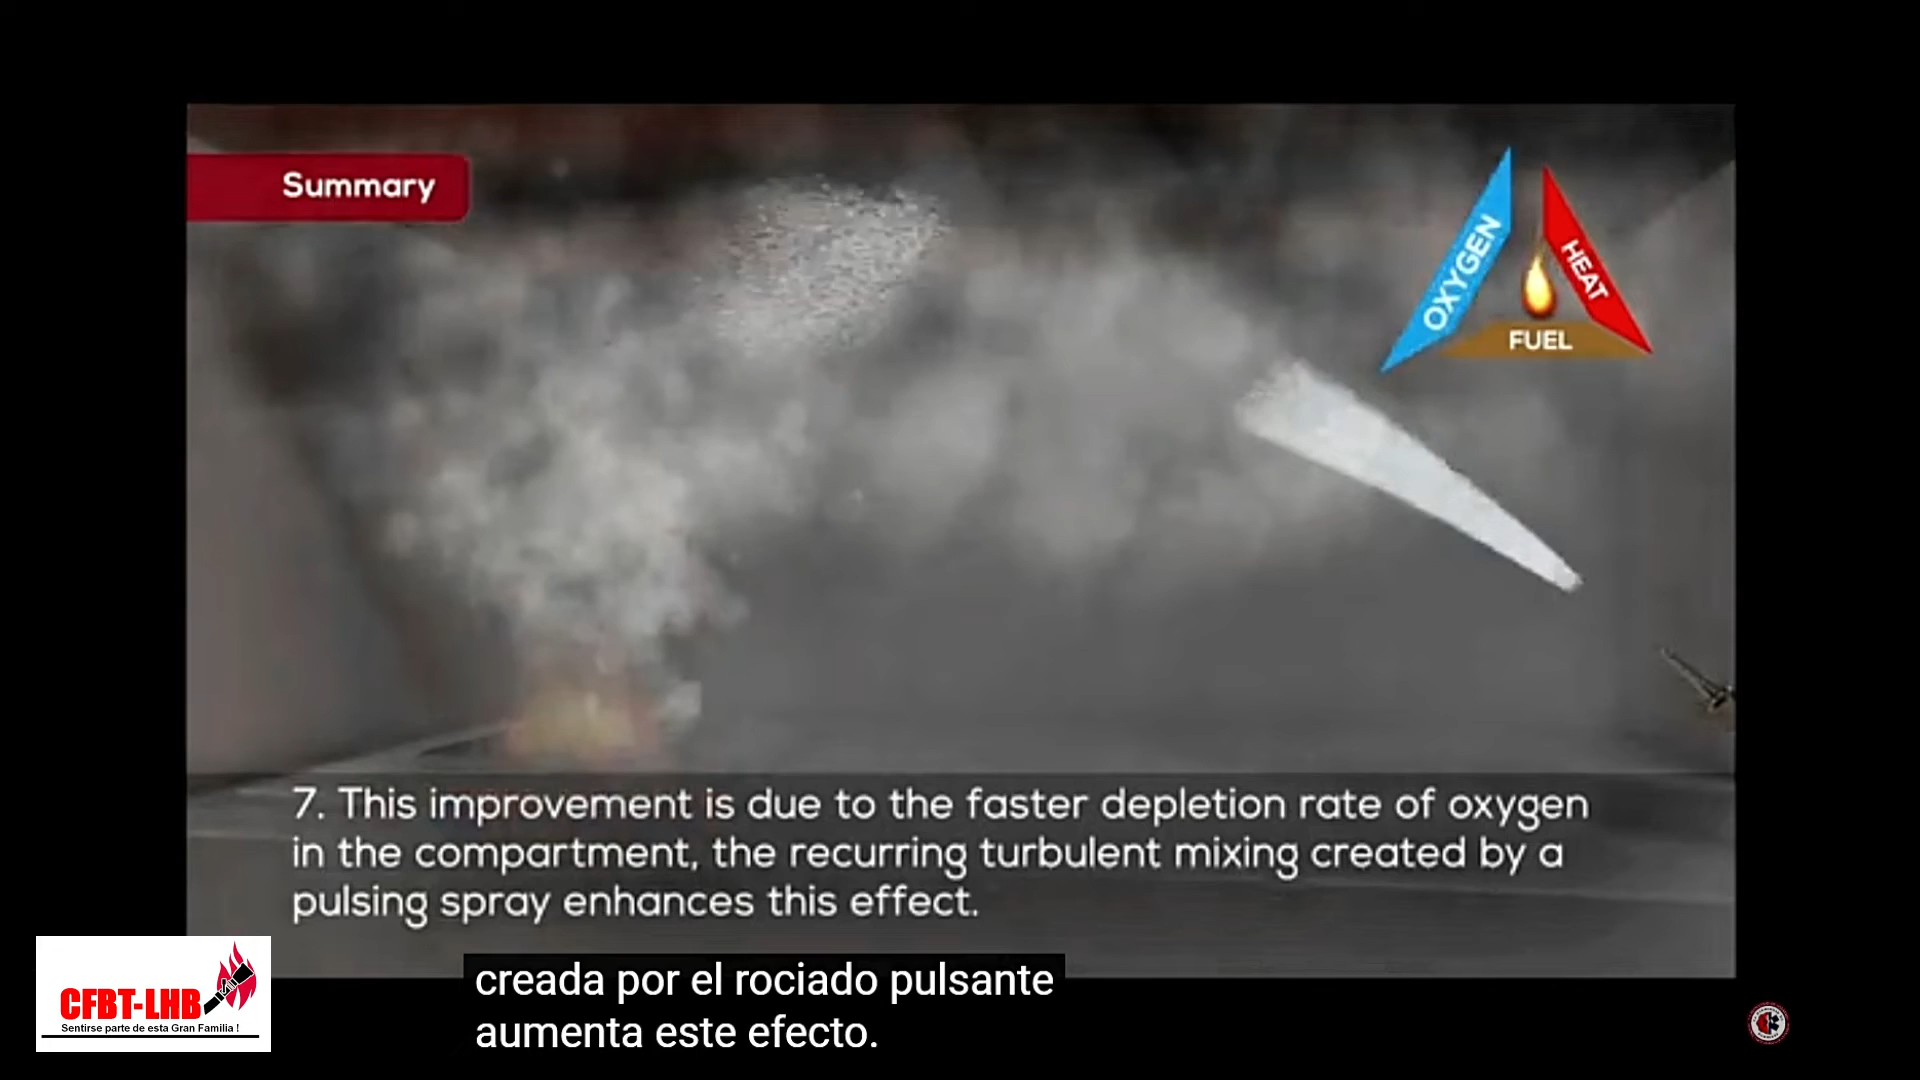 Summary
OXYGEN
HEAT
FUEL
7. This improvement is due to the faster depletion rate of oxygen
in the compartment, the recurring turbulent mixing created by a
pulsing spray enhances this effect.
creada por el rociado pulsante
aumenta este efecto.
CFBT-LHB
Sentirse parte de esta Gran Familia !